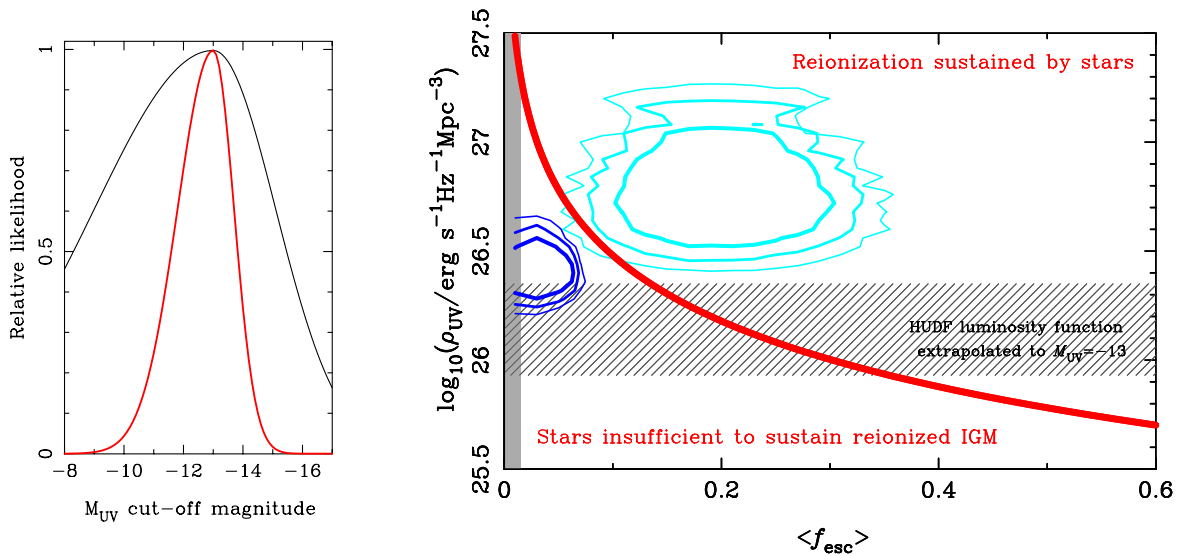 1
0.5
0
Relative likelihood
−8 −10 −12 −14 −16
M_UV cut−off magnitude
27.5
27
26.5
26
25.5
log₁₀(ρ_UV/erg s⁻¹Hz⁻¹Mpc⁻³)
Reionization sustained by stars
HUDF luminosity function
extrapolated to M_UV=−13
Stars insufficient to sustain reionized IGM
0 0.2 0.4 0.6
<f_esc>